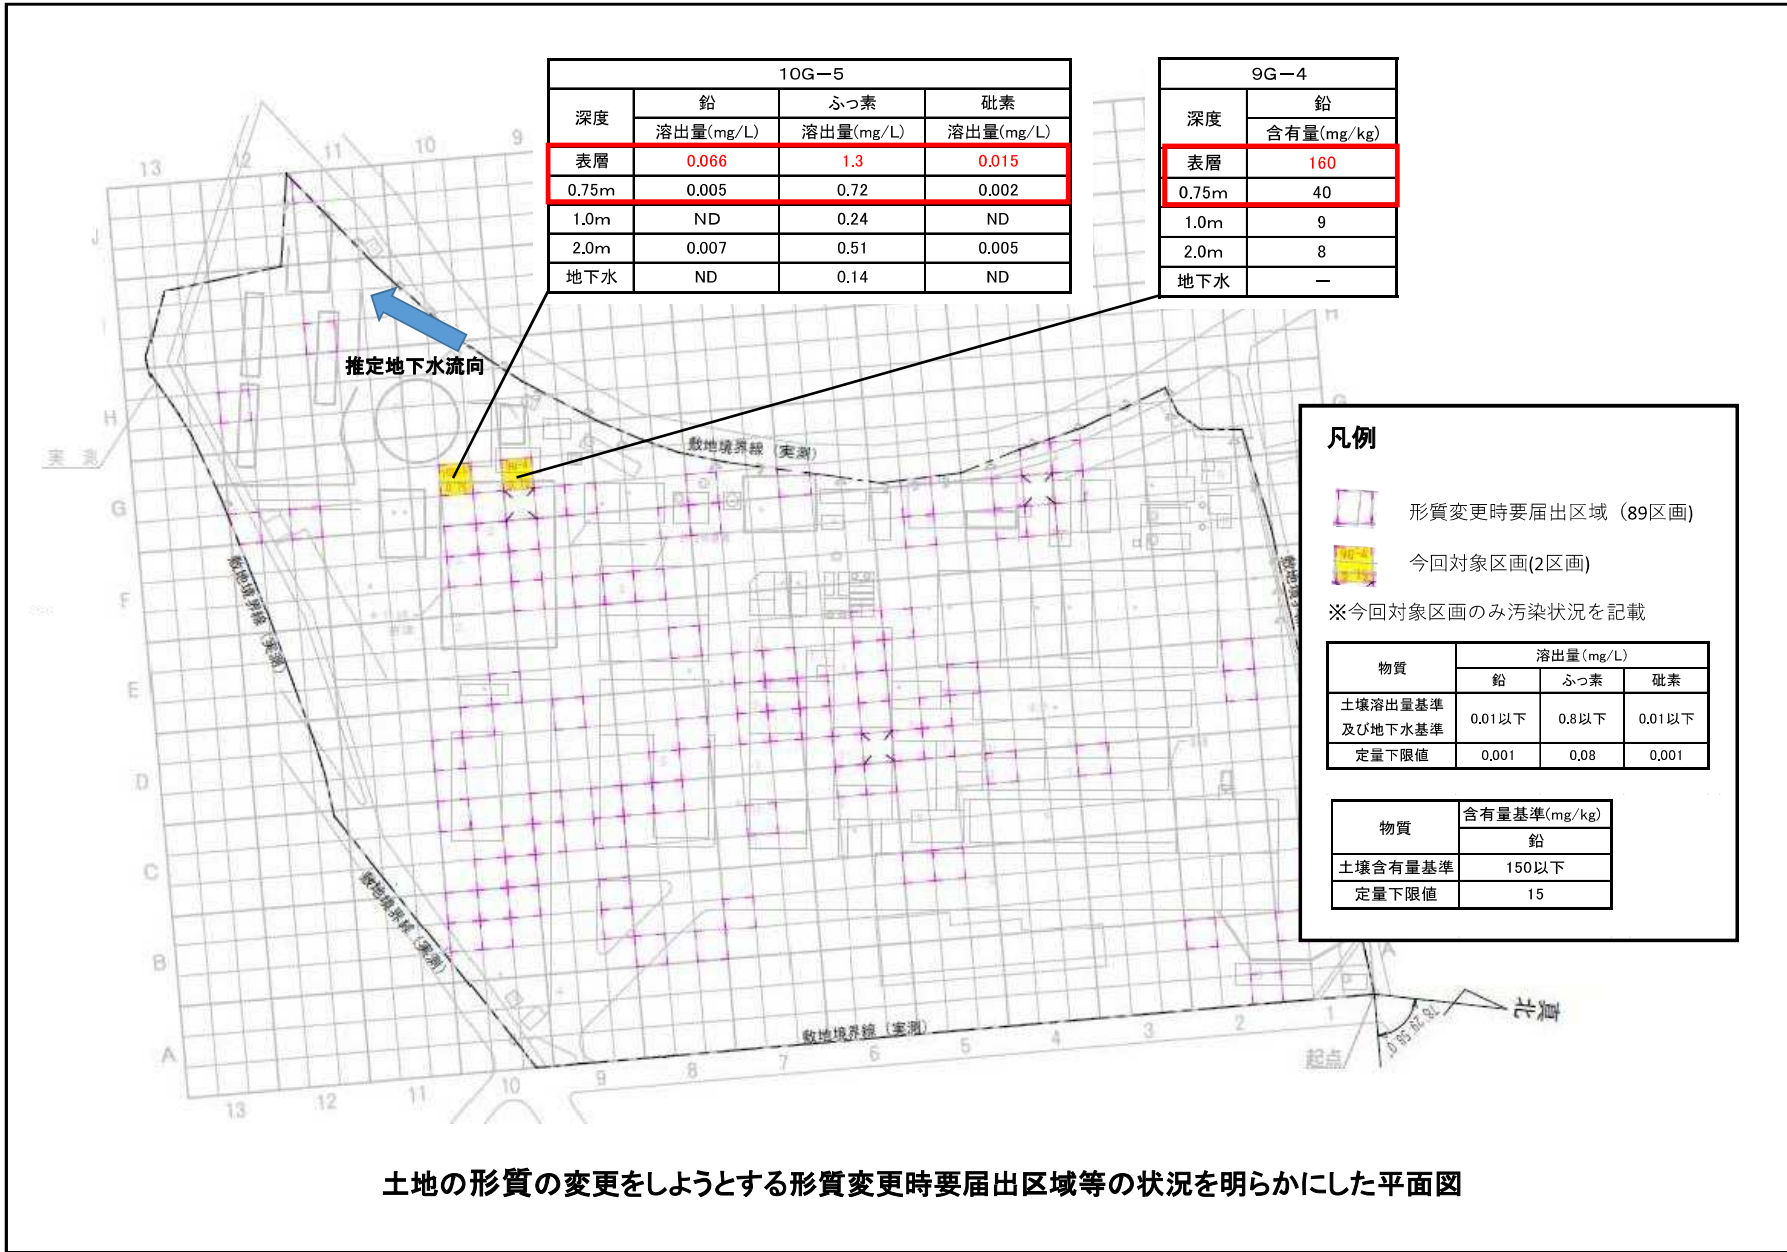 10G−5
深度 鉛 ふっ素 砒素
溶出量(mg/L) 溶出量(mg/L) 溶出量(mg/L)
表層 0.066 1.3 0.015
0.75m 0.005 0.72 0.002
1.0m ND 0.24 ND
2.0m 0.007 0.51 0.005
地下水 ND 0.14 ND
9G−4
深度 鉛
含有量(mg/kg)
表層 160
0.75m 40
1.0m 9
2.0m 8
地下水 −
13 12 11 10 9
J
H
G
F
E
D
C
B
A
H
G
A
推定地下水流向
実測
敷地境界線（実測）
敷地境界線（実測）
敷地境界線（実測）
敷地境界線（実測）
9G-4
13 12 11 10 9 8 7 6 5 4 3 2 1
起点
真北
凡例
形質変更時要届出区域（89区画)
9G-4
今回対象区画(2区画)
※今回対象区画のみ汚染状況を記載
物質 溶出量(mg/L)
鉛 ふっ素 砒素
土壌溶出量基準
及び地下水基準 0.01以下 0.8以下 0.01以下
定量下限値 0.001 0.08 0.001
物質 含有量基準(mg/kg)
鉛
土壌含有量基準 150以下
定量下限値 15
土地の形質の変更をしようとする形質変更時要届出区域等の状況を明らかにした平面図